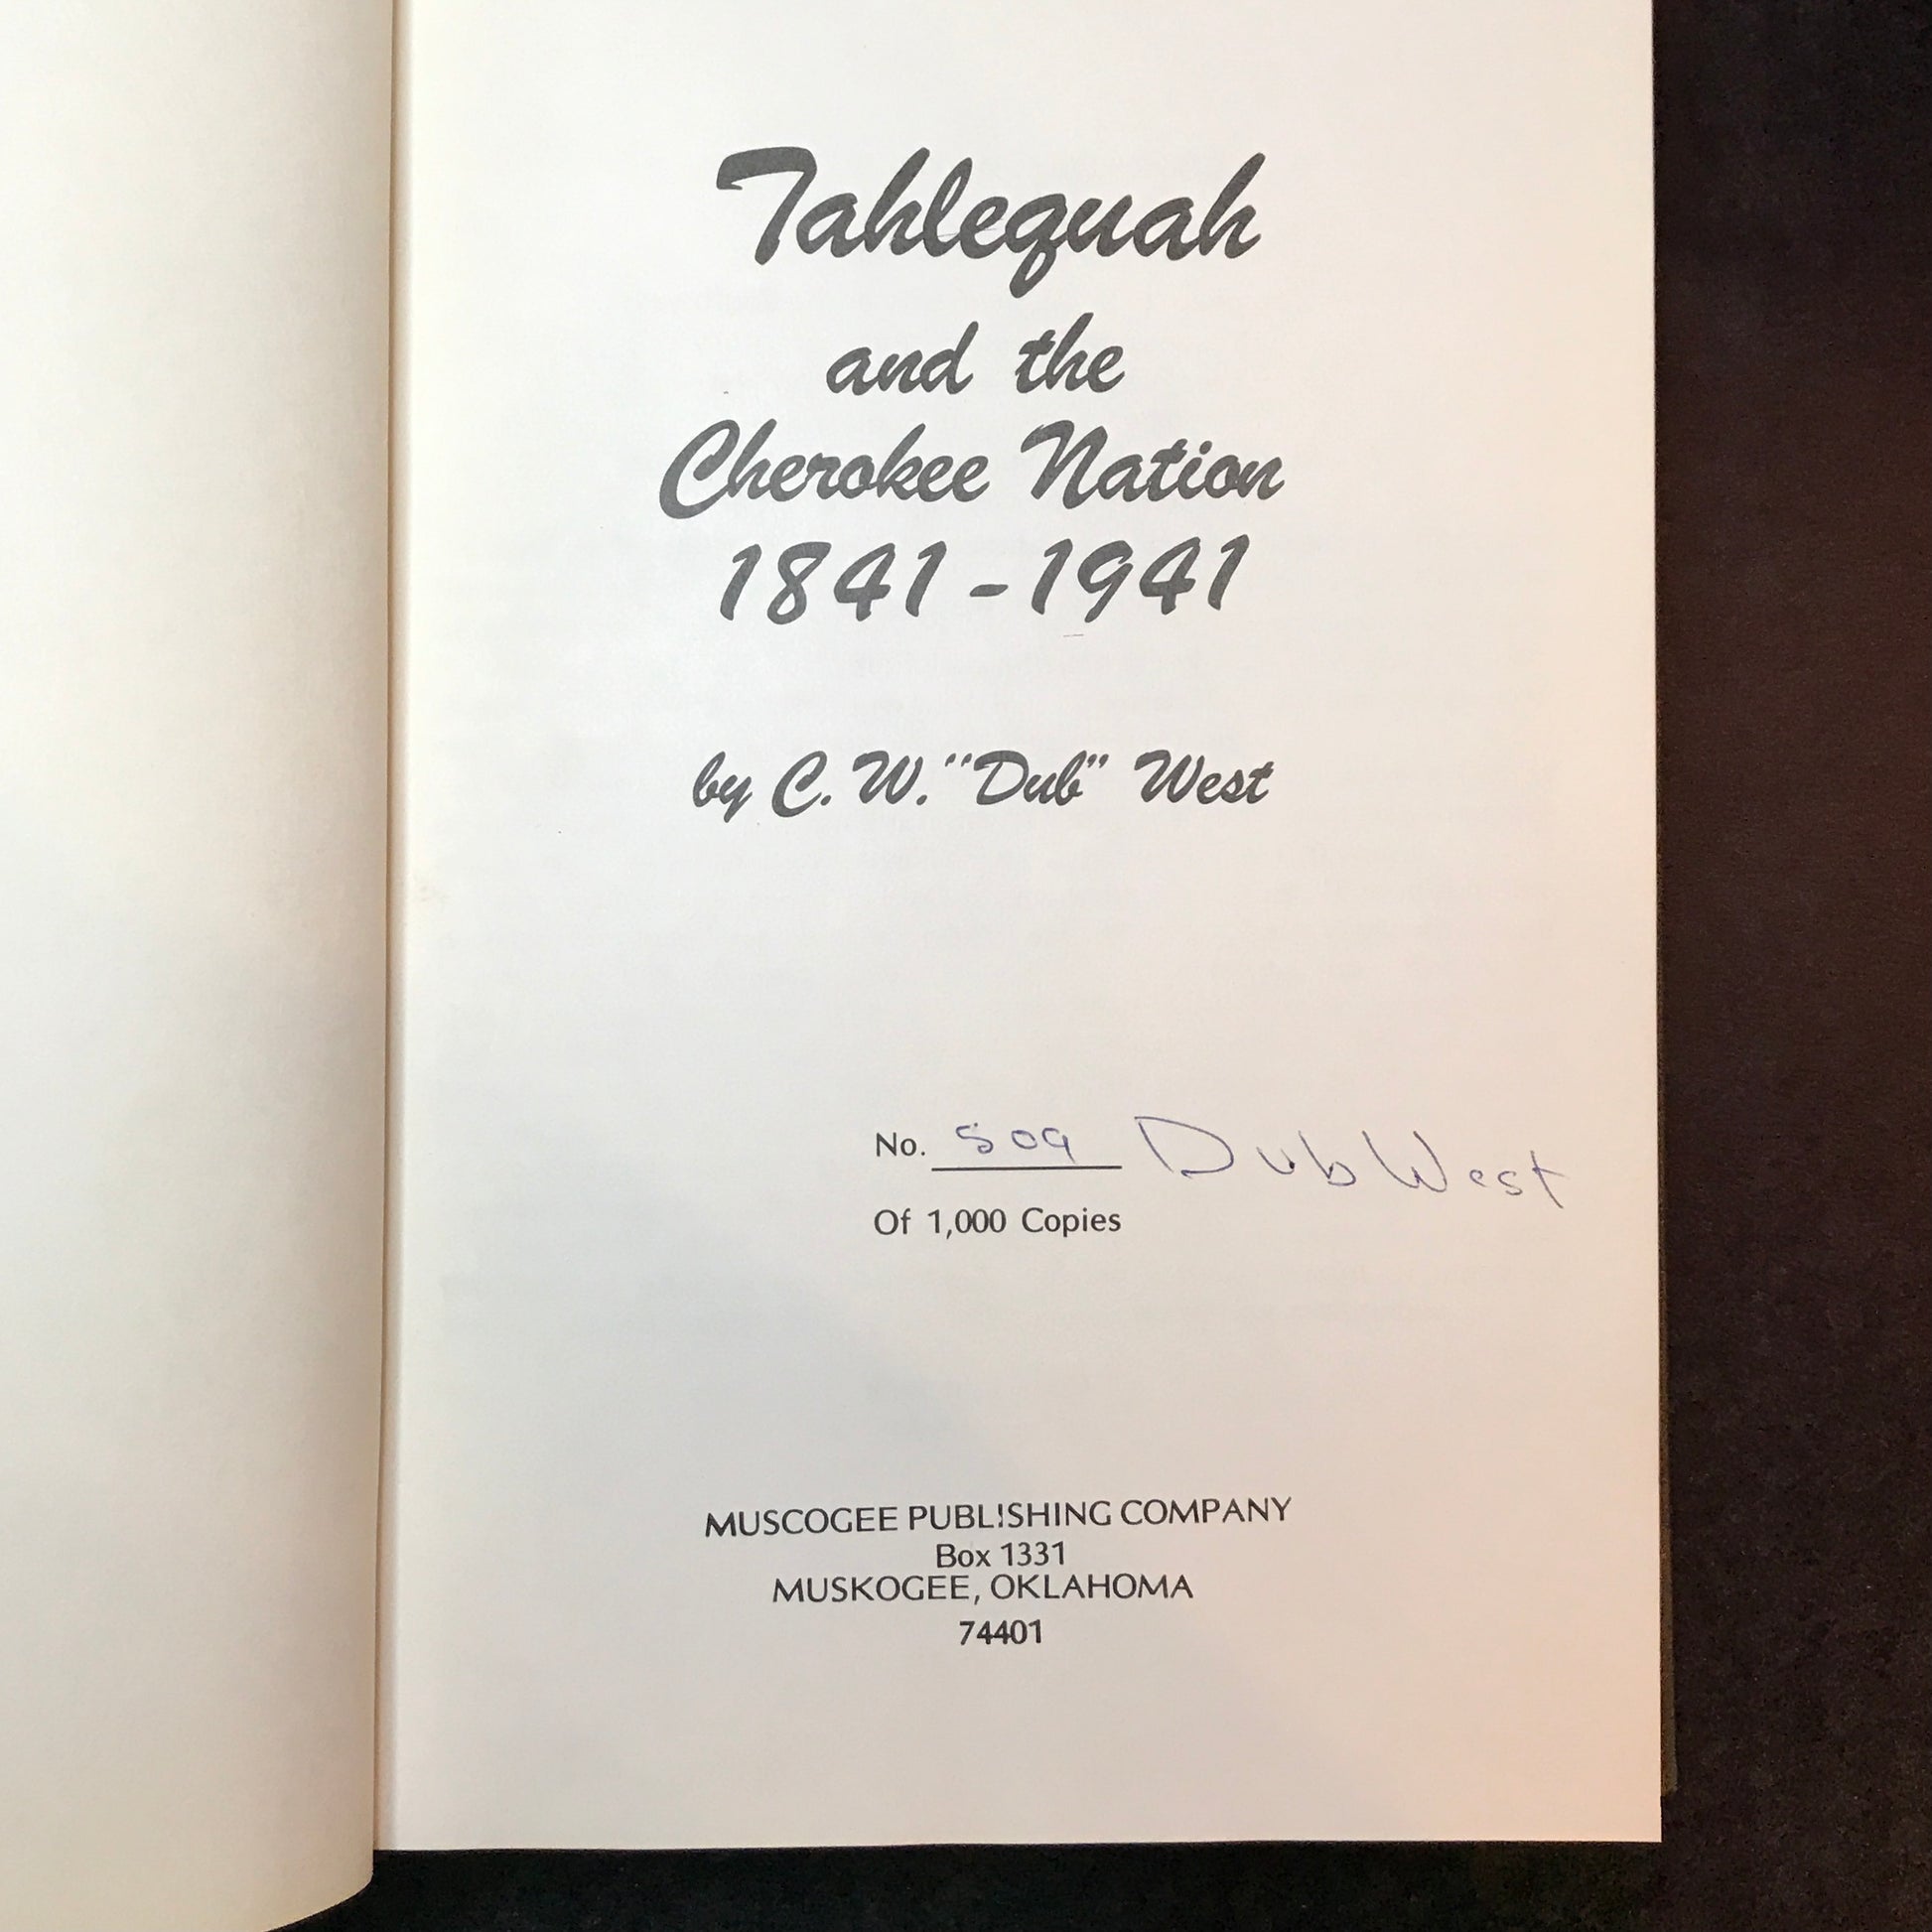 Tahlequah
and the
Cherokee Nation
1841-1941
by C. W. "Dub" West
No. 509 Dub West
Of 1,000 Copies
MUSCOGEE PUBLISHING COMPANY
Box 1331
MUSKOGEE, OKLAHOMA
74401